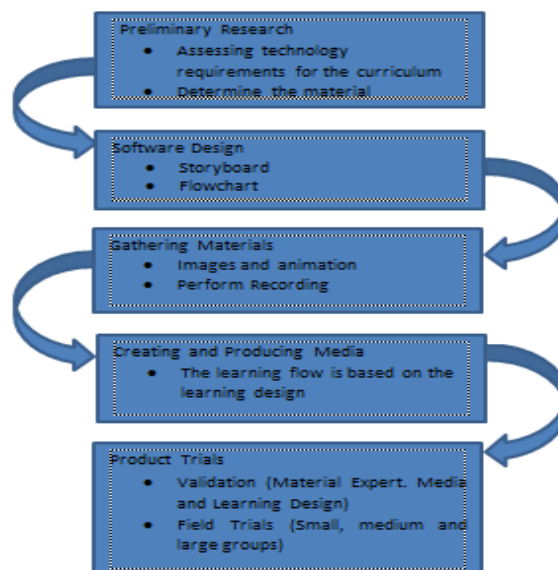 Preliminary Research
• Assessing technology
requirements for the curriculum
• Determine the material
Software Design
• Storyboard
• Flowchart
Gathering Materials
• Images and animation
• Perform Recording
Creating and Producing Media
• The learning flow is based on the
learning design
Product Trials
• Validation (Material Expert. Media
and Learning Design)
• Field Trials (Small, medium and
large groups)